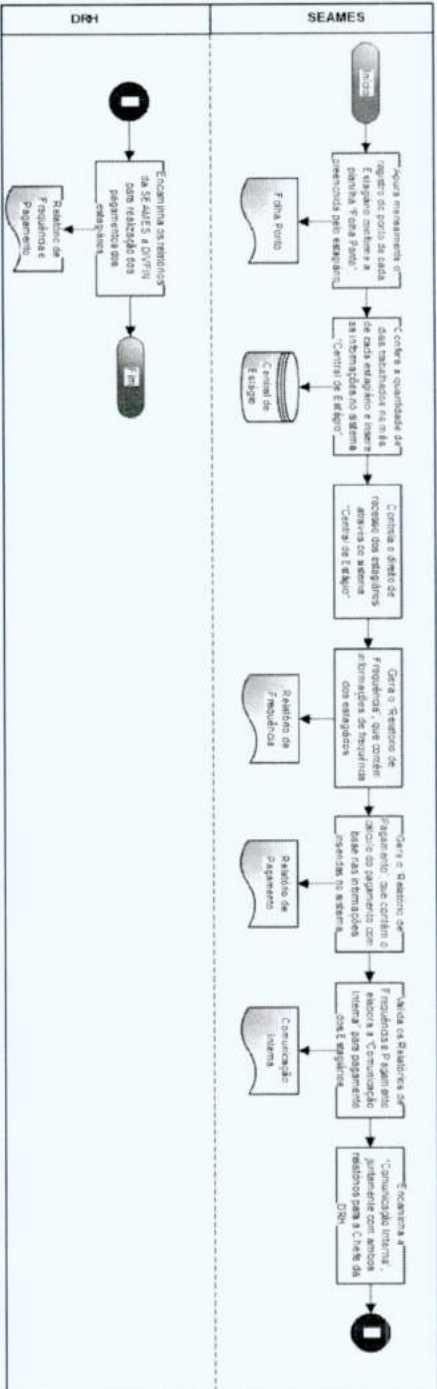 SEAMES
Início
Apura mensalmente o
registro do ponto de cada
Estagiário conforme a
planilha "Folha Ponto"
preenchida pelo estagiário
Folha Ponto
Confere a quantidade de
dias trabalhados no mês
de cada estagiário e insere
as informações no sistema
"Central de Estágio"
Central de
Estágio
Controla o direito de
recesso dos estagiários
através do sistema
"Central de Estágio"
Gera o "Relatório de
Frequência", que contém
informações de frequência
dos estagiários
Relatório de
Frequência
Gera o "Relatório de
Pagamento", que contém o
cálculo do pagamento com
base nas informações
inseridas no sistema
Relatório de
Pagamento
Valida os Relatórios de
Frequência e Pagamento
elabora a "Comunicação
Interna" para pagamento
dos Estagiários
Comunicação
Interna
Encaminha a
"Comunicação Interna",
juntamente com ambos
relatórios para a Chefe da
DRH
DRH
Encaminha os relatórios
da SEAMES à DIVFIN
para realização dos
pagamentos dos
estagiários
Relatório de
Frequência e
Pagamento
Fim